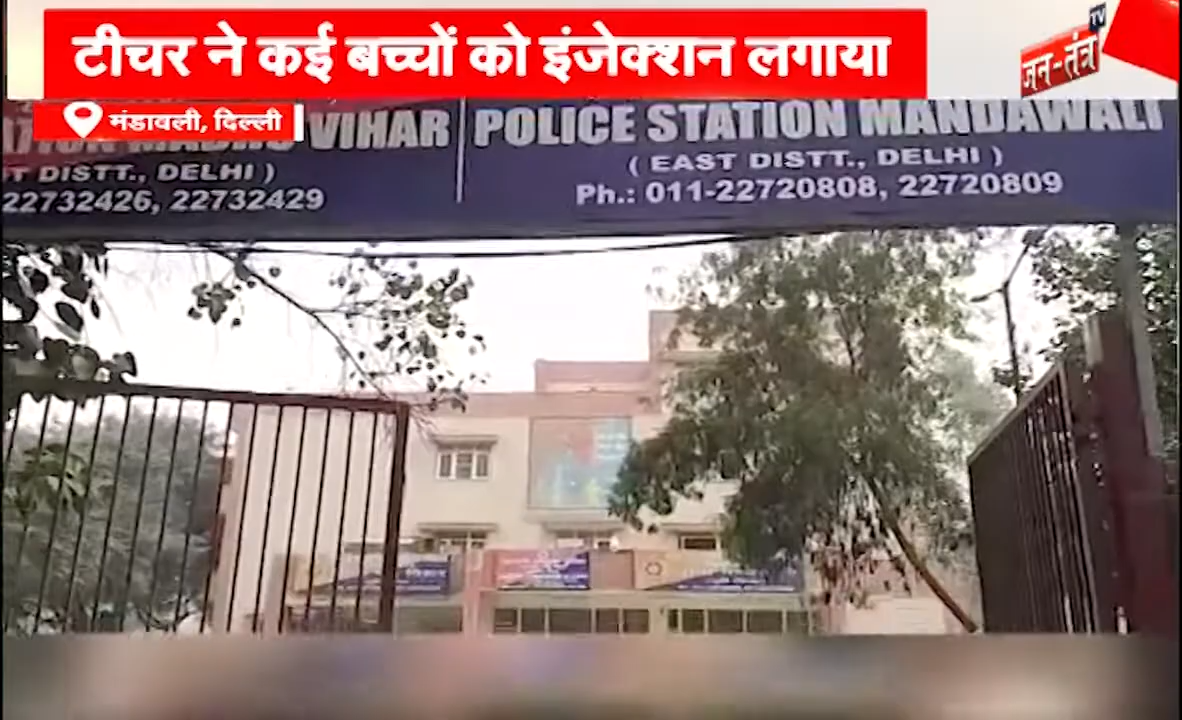 टीचर ने कई बच्चों को इंजेक्शन लगाया
जन-तंत्र TV
मंडावली, दिल्ली
VIHAR
POLICE STATION MANDAWALI
T DISTT., DELHI )
( EAST DISTT., DELHI )
22732426, 22732429
Ph.: 011-22720808, 22720809